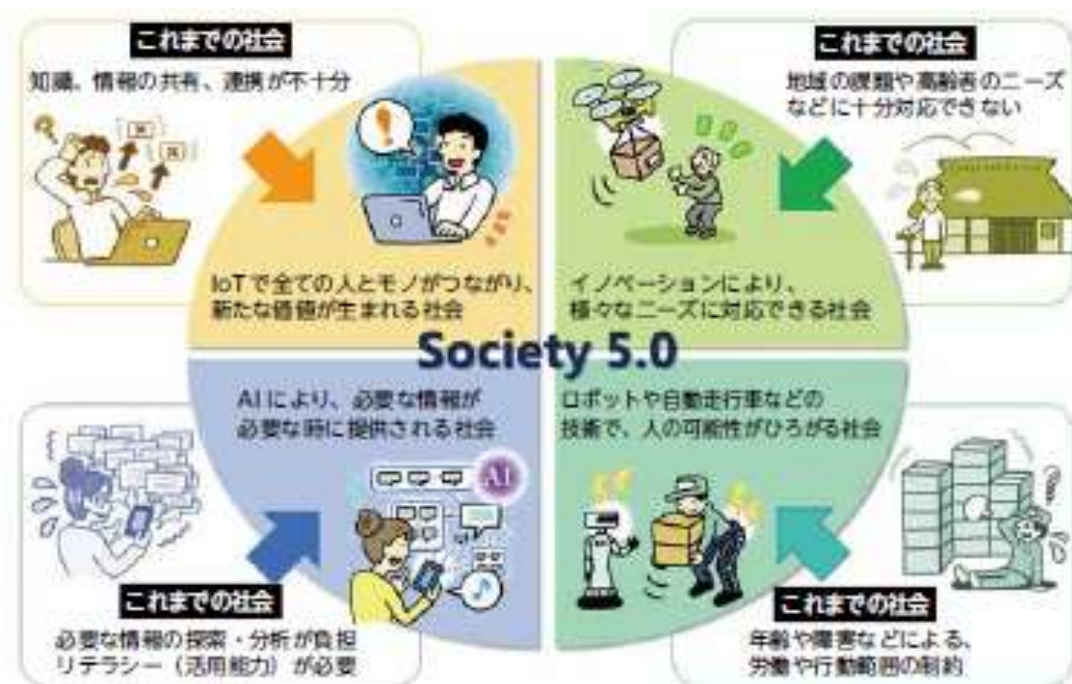 これまでの社会
知識、情報の共有、連携が不十分
IoTで全ての人とモノがつながり、
新たな価値が生まれる社会
これまでの社会
地域の課題や高齢者のニーズ
などに十分対応できない
イノベーションにより、
様々なニーズに対応できる社会
Society 5.0
AIにより、必要な情報が
必要な時に提供される社会
AI
これまでの社会
必要な情報の探索・分析が負担
リテラシー（活用能力）が必要
ロボットや自動走行車などの
技術で、人の可能性がひろがる社会
これまでの社会
年齢や障害などによる、
労働や行動範囲の制約